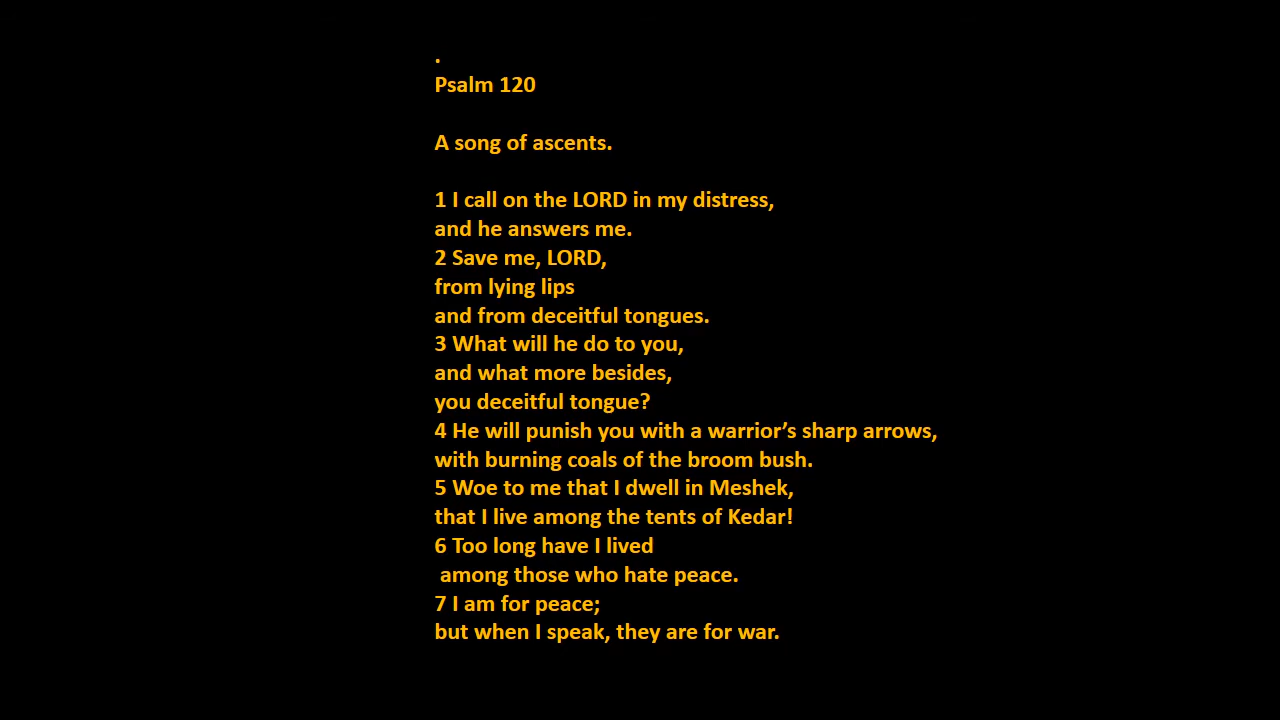 .
Psalm 120
A song of ascents.
1 I call on the LORD in my distress,
and he answers me.
2 Save me, LORD,
from lying lips
and from deceitful tongues.
3 What will he do to you,
and what more besides,
you deceitful tongue?
4 He will punish you with a warrior’s sharp arrows,
with burning coals of the broom bush.
5 Woe to me that I dwell in Meshek,
that I live among the tents of Kedar!
6 Too long have I lived
among those who hate peace.
7 I am for peace;
but when I speak, they are for war.